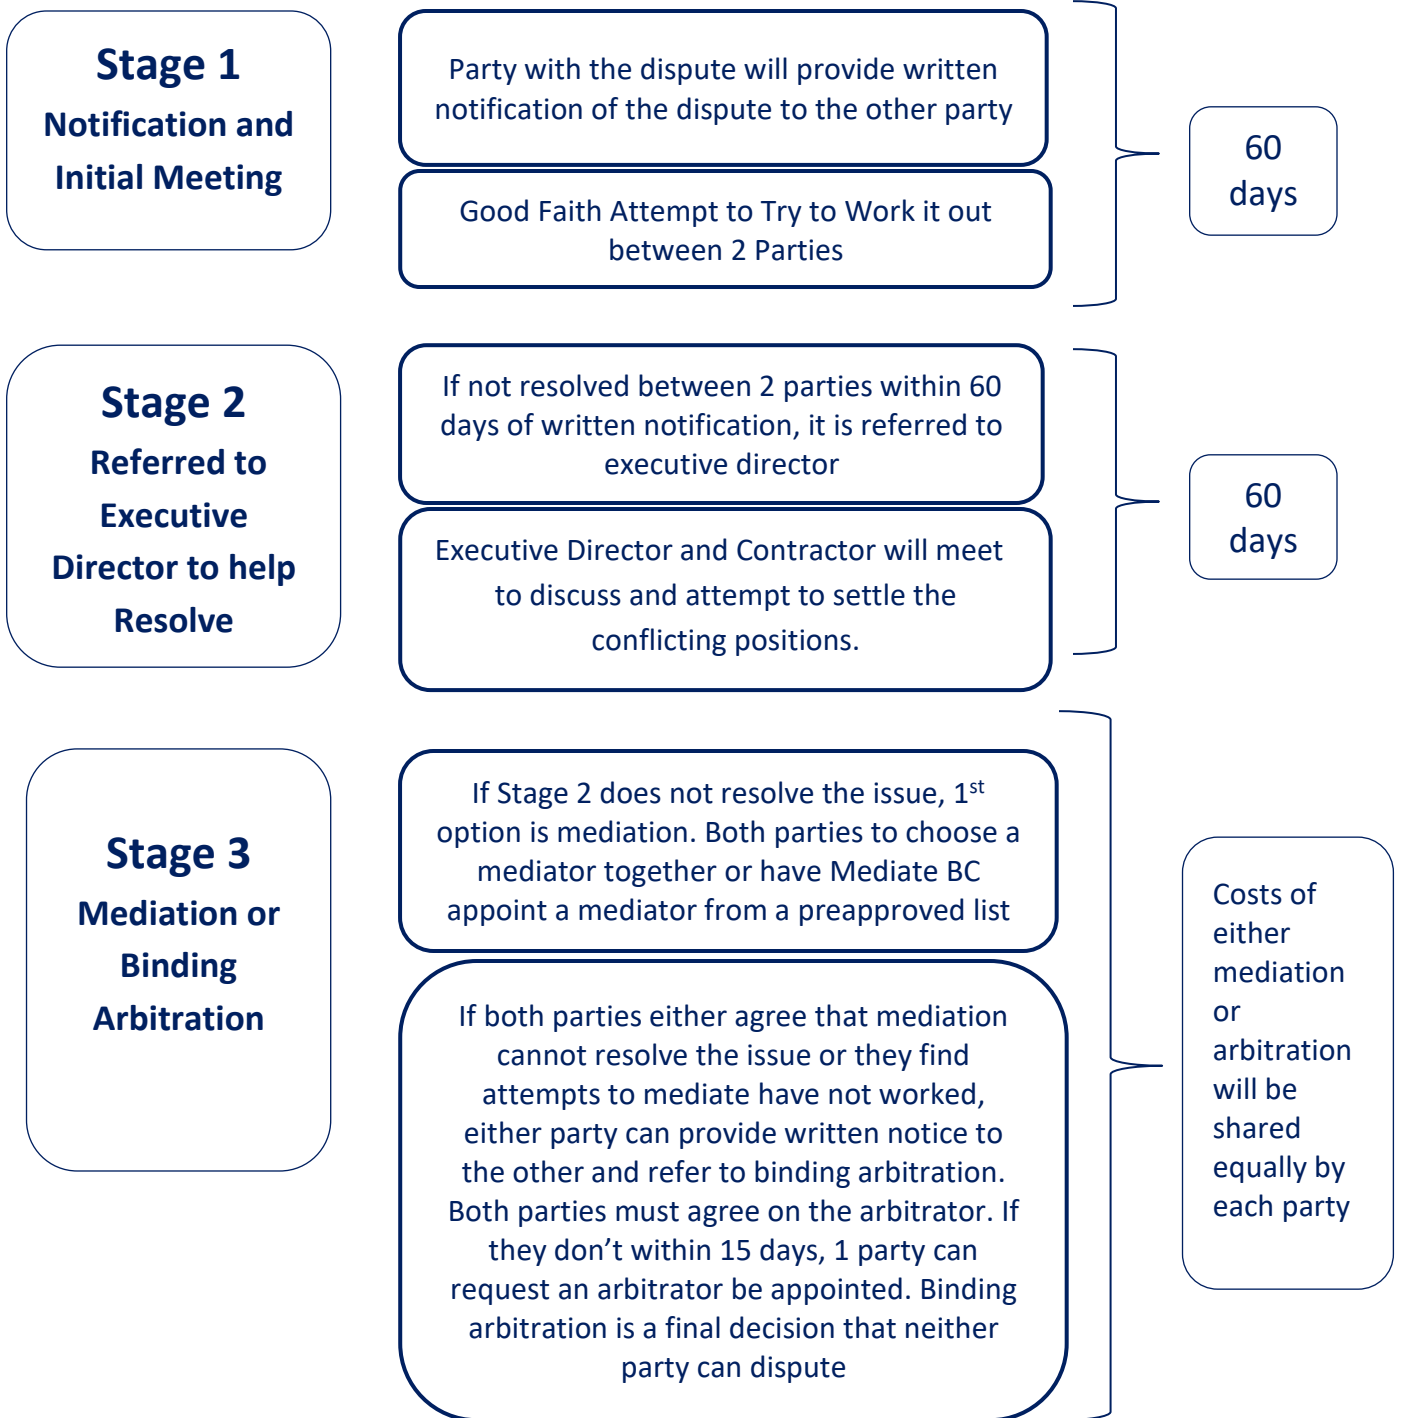 Stage 1
Notification and
Initial Meeting
Party with the dispute will provide written
notification of the dispute to the other party
Good Faith Attempt to Try to Work it out
between 2 Parties
60
days
Stage 2
Referred to
Executive
Director to help
Resolve
If not resolved between 2 parties within 60
days of written notification, it is referred to
executive director
Executive Director and Contractor will meet
to discuss and attempt to settle the
conflicting positions.
60
days
Stage 3
Mediation or
Binding
Arbitration
If Stage 2 does not resolve the issue, 1st
option is mediation. Both parties to choose a
mediator together or have Mediate BC
appoint a mediator from a preapproved list
If both parties either agree that mediation
cannot resolve the issue or they find
attempts to mediate have not worked,
either party can provide written notice to
the other and refer to binding arbitration.
Both parties must agree on the arbitrator. If
they don’t within 15 days, 1 party can
request an arbitrator be appointed. Binding
arbitration is a final decision that neither
party can dispute
Costs of
either
mediation
or
arbitration
will be
shared
equally by
each party